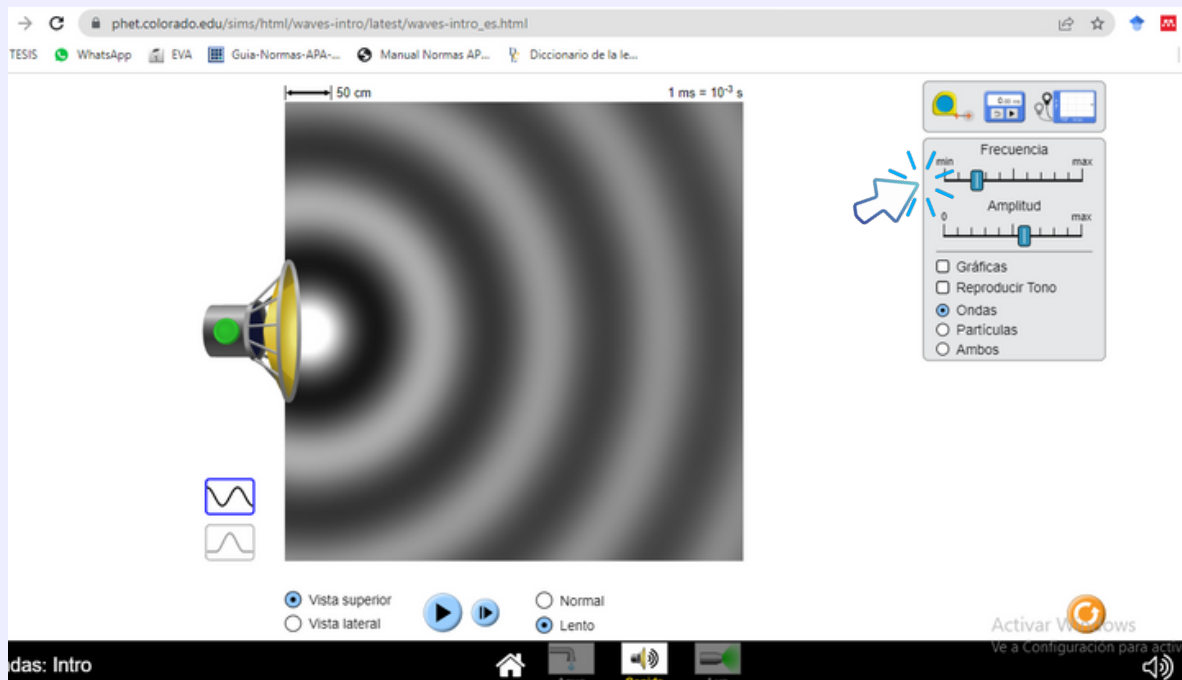 phet.colorado.edu/sims/html/waves-intro/latest/waves-intro_es.html
TESIS WhatsApp EVA Guia-Normas-APA-... Manual Normas AP... Diccionario de la le...
50 cm 1 ms = 10⁻³ s
Frecuencia
min max
Amplitud
0 max
Gráficas
Reproducir Tono
Ondas
Partículas
Ambos
Vista superior
Vista lateral
Normal
Lento
Activar Windows
Ve a Configuración para activ
ndas: Intro